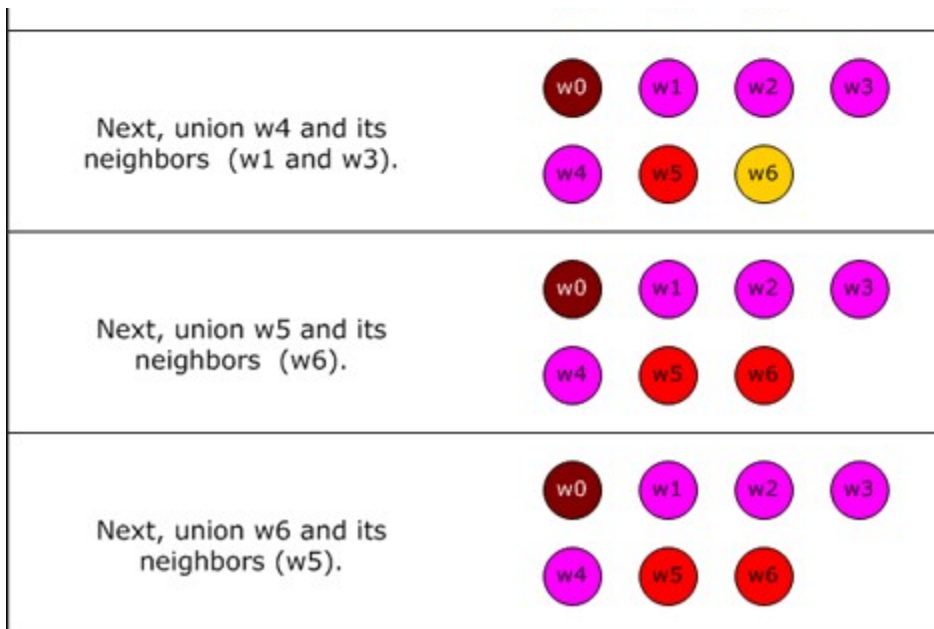 Next, union w4 and its
neighbors (w1 and w3).
w0 w1 w2 w3
w4 w5 w6
Next, union w5 and its
neighbors (w6).
w0 w1 w2 w3
w4 w5 w6
Next, union w6 and its
neighbors (w5).
w0 w1 w2 w3
w4 w5 w6